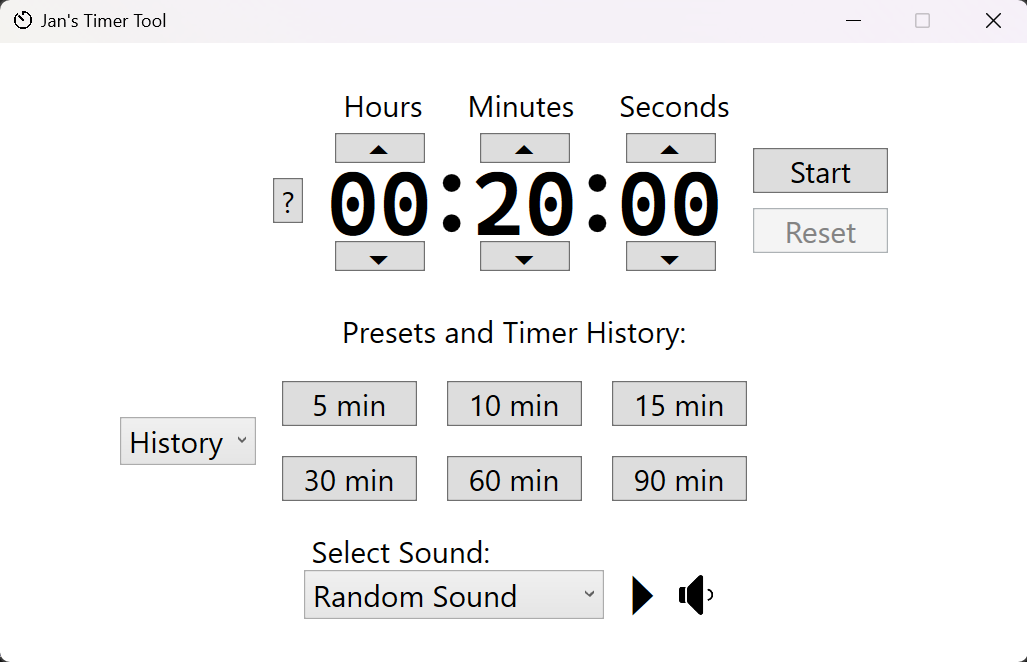 Jan's Timer Tool
Hours Minutes Seconds
? 00:20:00
Start
Reset
Presets and Timer History:
5 min 10 min 15 min
History
30 min 60 min 90 min
Select Sound:
Random Sound